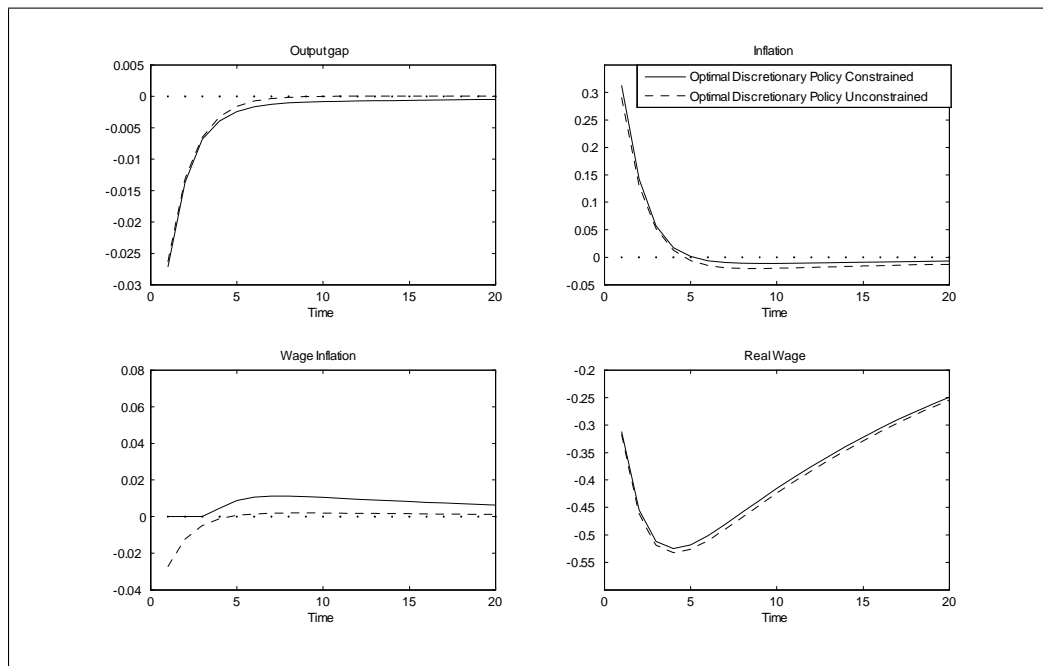 Output gap
0.005
0
-0.005
-0.01
-0.015
-0.02
-0.025
-0.03
0 5 10 15 20
Time
Inflation
Optimal Discretionary Policy Constrained
Optimal Discretionary Policy Unconstrained
0.3
0.25
0.2
0.15
0.1
0.05
0
-0.05
0 5 10 15 20
Time
Wage Inflation
0.08
0.06
0.04
0.02
0
-0.02
-0.04
0 5 10 15 20
Time
Real Wage
-0.2
-0.25
-0.3
-0.35
-0.4
-0.45
-0.5
-0.55
0 5 10 15 20
Time